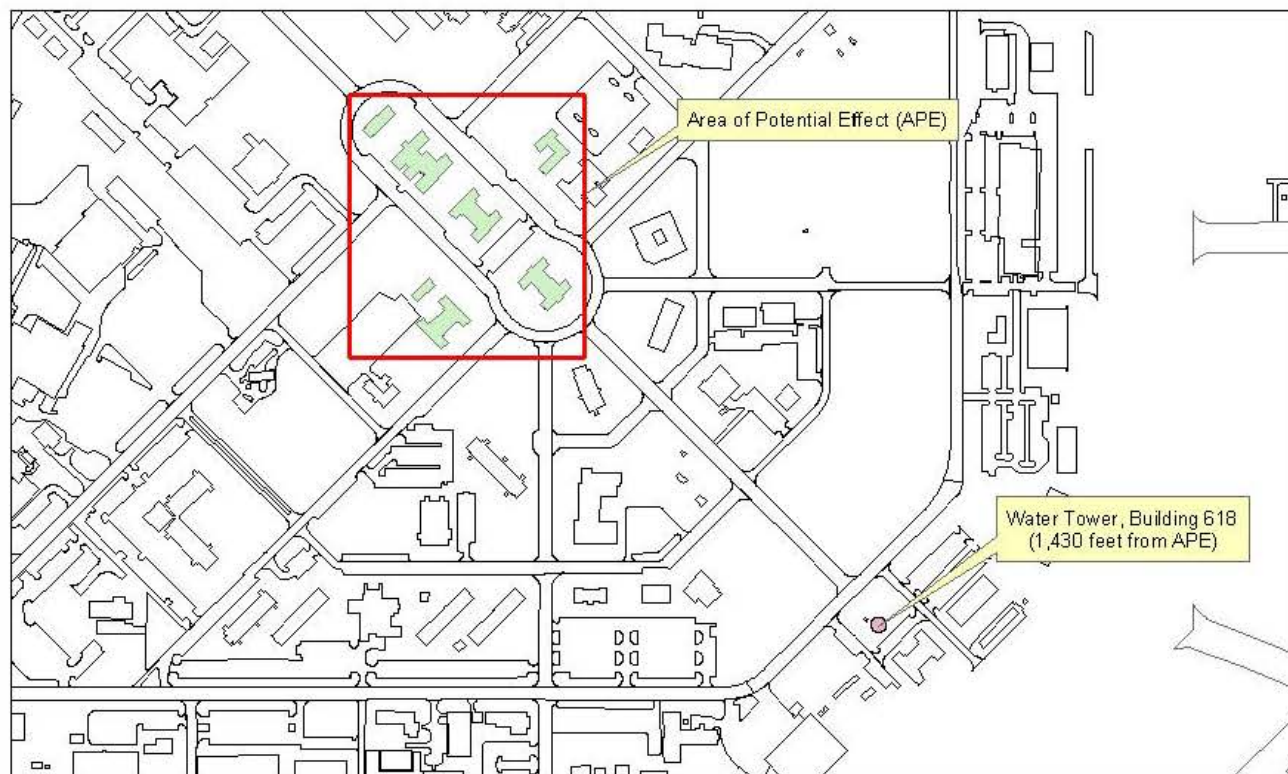 Area of Potential Effect (APE)
Water Tower, Building 618
(1,430 feet from APE)